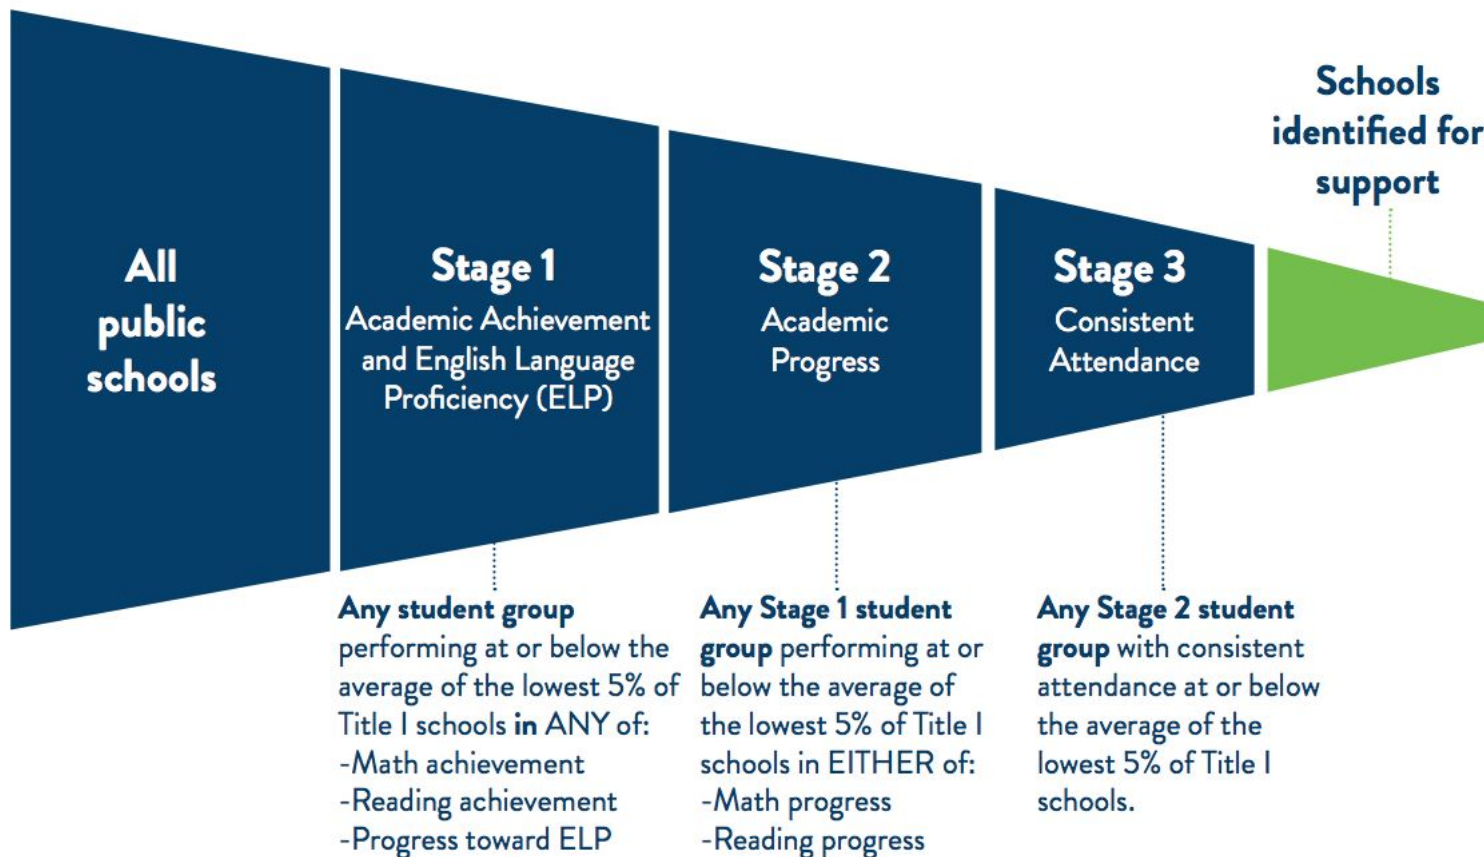 All
public
schools
Stage 1
Academic Achievement
and English Language
Proficiency (ELP)
Stage 2
Academic
Progress
Stage 3
Consistent
Attendance
Schools
identified for
support
Any student group
performing at or below the
average of the lowest 5% of
Title I schools in ANY of:
-Math achievement
-Reading achievement
-Progress toward ELP
Any Stage 1 student
group performing at or
below the average of
the lowest 5% of Title I
schools in EITHER of:
-Math progress
-Reading progress
Any Stage 2 student
group with consistent
attendance at or below
the average of the
lowest 5% of Title I
schools.